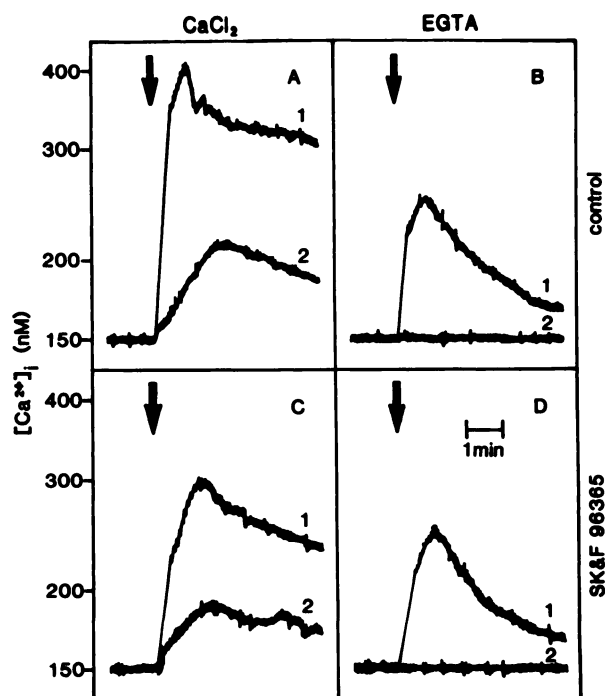 CaCl₂ EGTA
400 A B
1
300
control
2
200
1
150 2
[Ca²⁺]ᵢ (nM)
400 C D
1min
300
1
SK&F 96365
200 2 1
150 2